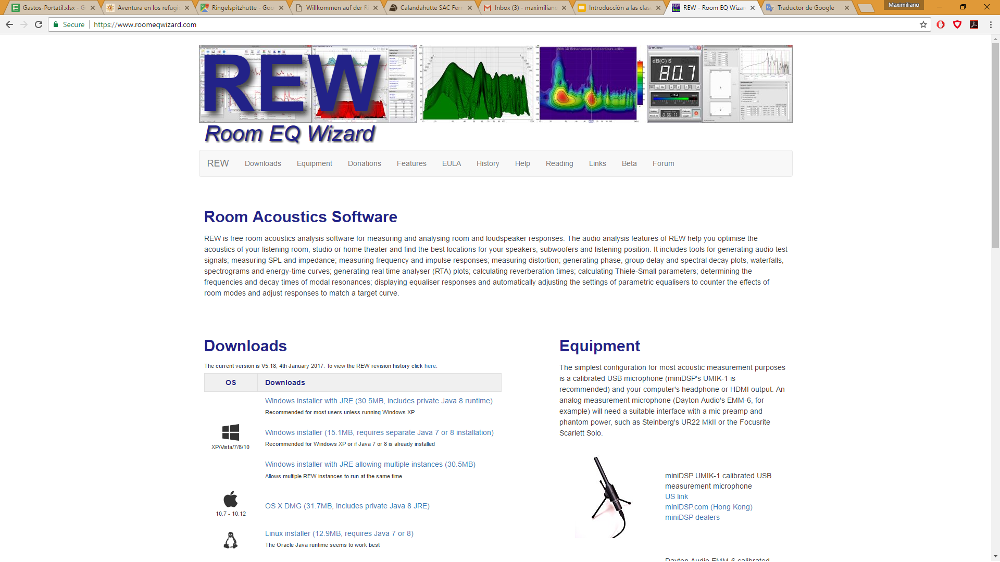 Gastos-Portatil.xlsx - G
Aventura en los refugio
Ringelspitzhütte - Goo
Willkommen auf der R
Calandahütte SAC Fern
Inbox (3) - maximiliano
Introducción a las clas
REW - Room EQ Wizar
Traductor de Google
Maximiliano
Secure
https://www.roomeqwizard.com
REW
With 3D Enhancement and contours active
SPL Meter
dB(C) S
80.7
-19.4
Room EQ Wizard
REW
Downloads
Equipment
Donations
Features
EULA
History
Help
Reading
Links
Beta
Forum
Room Acoustics Software
REW is free room acoustics analysis software for measuring and analysing room and loudspeaker responses. The audio analysis features of REW help you optimise the
acoustics of your listening room, studio or home theater and find the best locations for your speakers, subwoofers and listening position. It includes tools for generating audio test
signals; measuring SPL and impedance; measuring frequency and impulse responses; measuring distortion; generating phase, group delay and spectral decay plots, waterfalls,
spectrograms and energy-time curves; generating real time analyser (RTA) plots; calculating reverberation times; calculating Thiele-Small parameters; determining the
frequencies and decay times of modal resonances; displaying equaliser responses and automatically adjusting the settings of parametric equalisers to counter the effects of
room modes and adjust responses to match a target curve.
Downloads
The current version is V5.18, 4th January 2017. To view the REW revision history click here.
OS
Downloads
XP/Vista/7/8/10
Windows installer with JRE (30.5MB, includes private Java 8 runtime)
Recommended for most users unless running Windows XP
Windows installer (15.1MB, requires separate Java 7 or 8 installation)
Recommended for Windows XP or if Java 7 or 8 is already installed
Windows installer with JRE allowing multiple instances (30.5MB)
Allows multiple REW instances to run at the same time
10.7 - 10.12
OS X DMG (31.7MB, includes private Java 8 JRE)
Linux installer (12.9MB, requires Java 7 or 8)
The Oracle Java runtime seems to work best
Equipment
The simplest configuration for most acoustic measurement purposes
is a calibrated USB microphone (miniDSP's UMIK-1 is
recommended) and your computer's headphone or HDMI output. An
analog measurement microphone (Dayton Audio's EMM-6, for
example) will need a suitable interface with a mic preamp and
phantom power, such as Steinberg's UR22 MkII or the Focusrite
Scarlett Solo.
miniDSP UMIK-1 calibrated USB
measurement microphone
US link
miniDSP.com (Hong Kong)
miniDSP dealers
Dayton Audio EMM-6 calibrated